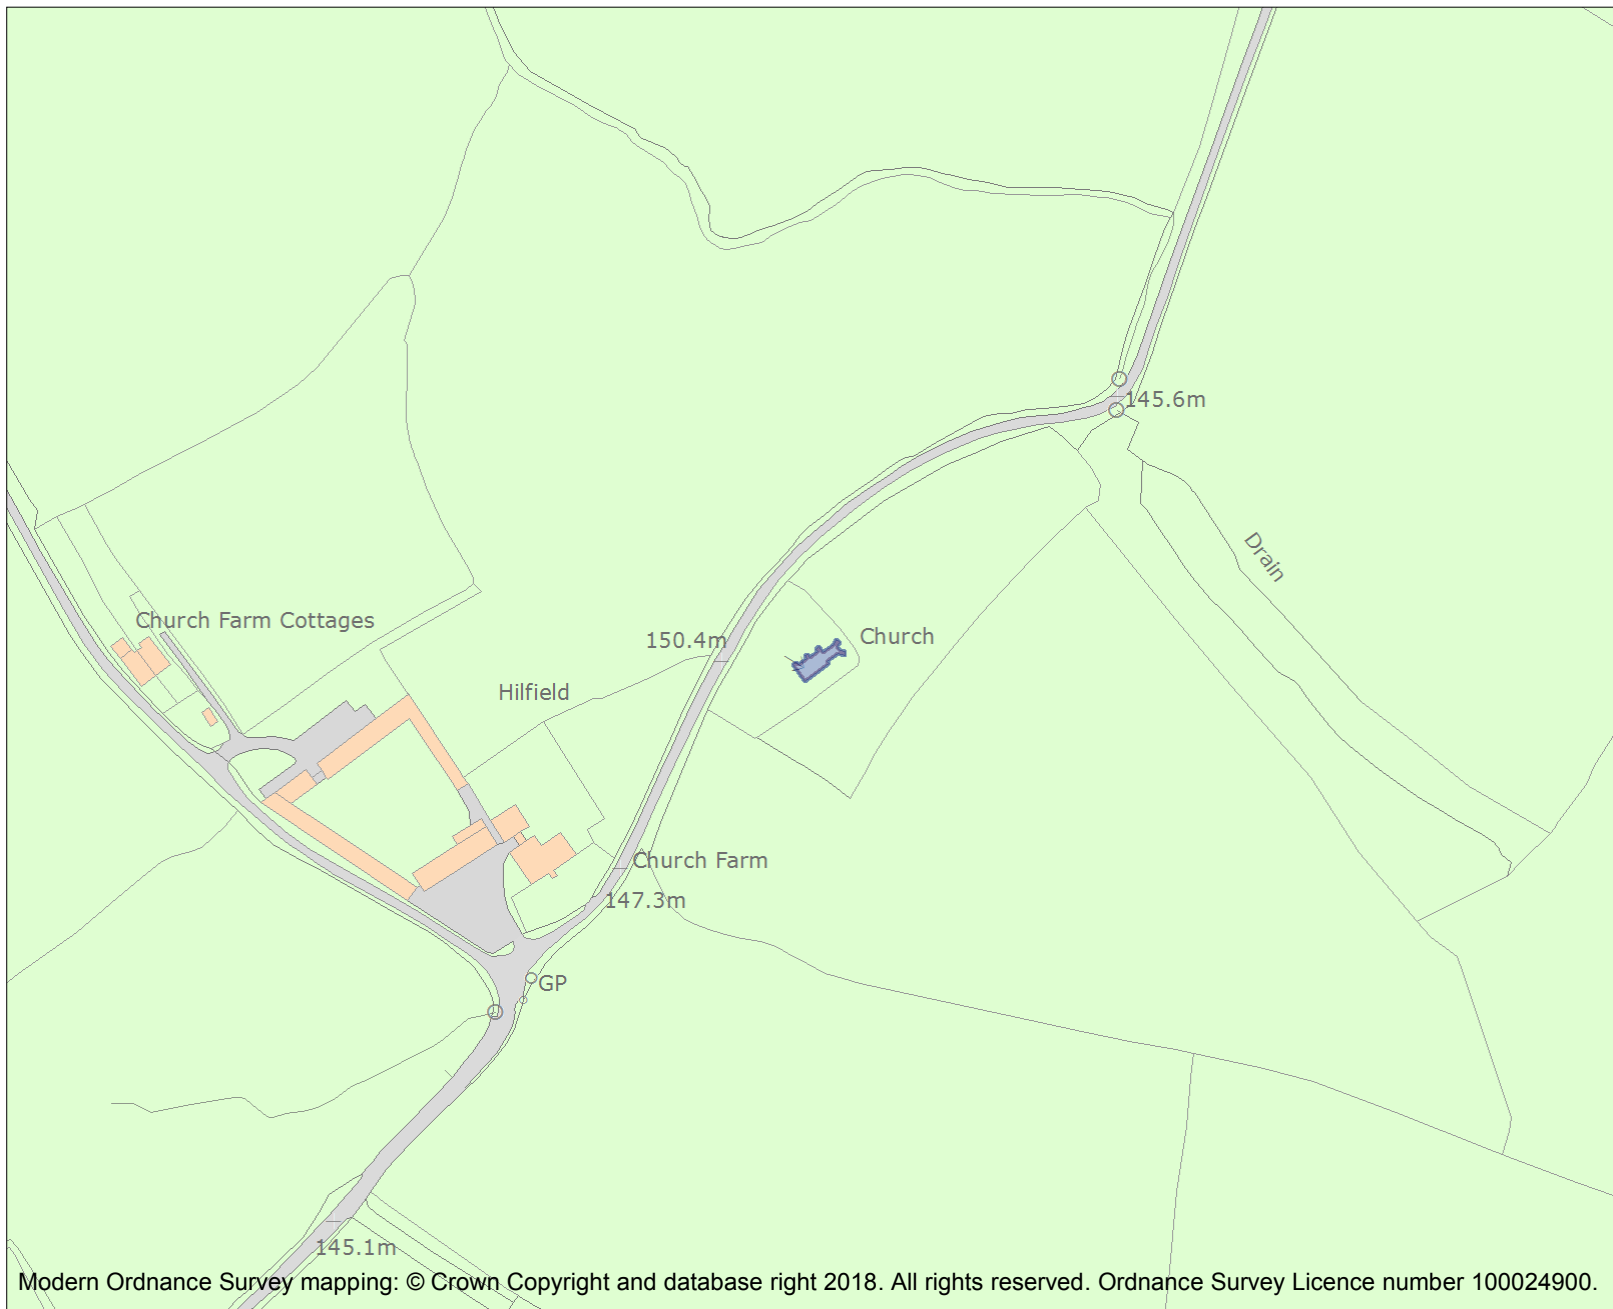 145.6m
Drain
Church Farm Cottages
150.4m
Church
Hilfield
Church Farm
147.3m
GP
145.1m
Modern Ordnance Survey mapping: © Crown Copyright and database right 2018. All rights reserved. Ordnance Survey Licence number 100024900.